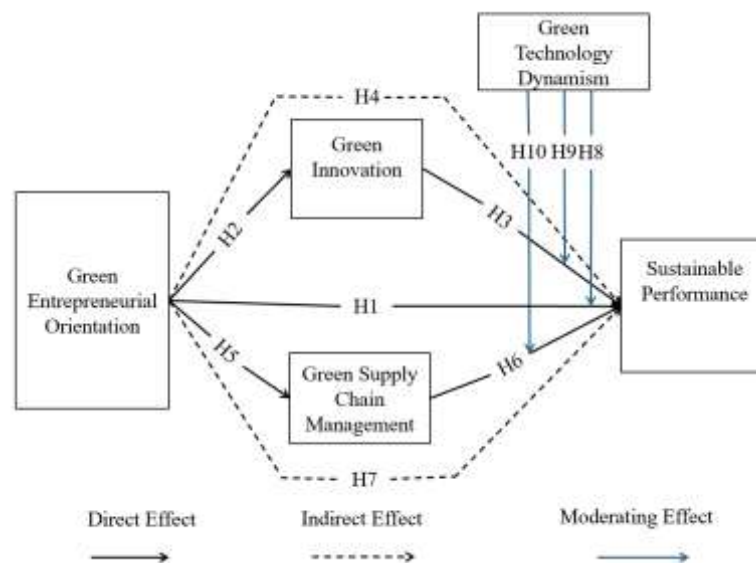 Green
Technology
Dynamism
H4
Green
Innovation
H10 H9 H8
H2
H3
Green
Entrepreneurial
Orientation
H1
Sustainable
Performance
H5
Green Supply
Chain
Management
H6
H7
Direct Effect
Indirect Effect
Moderating Effect